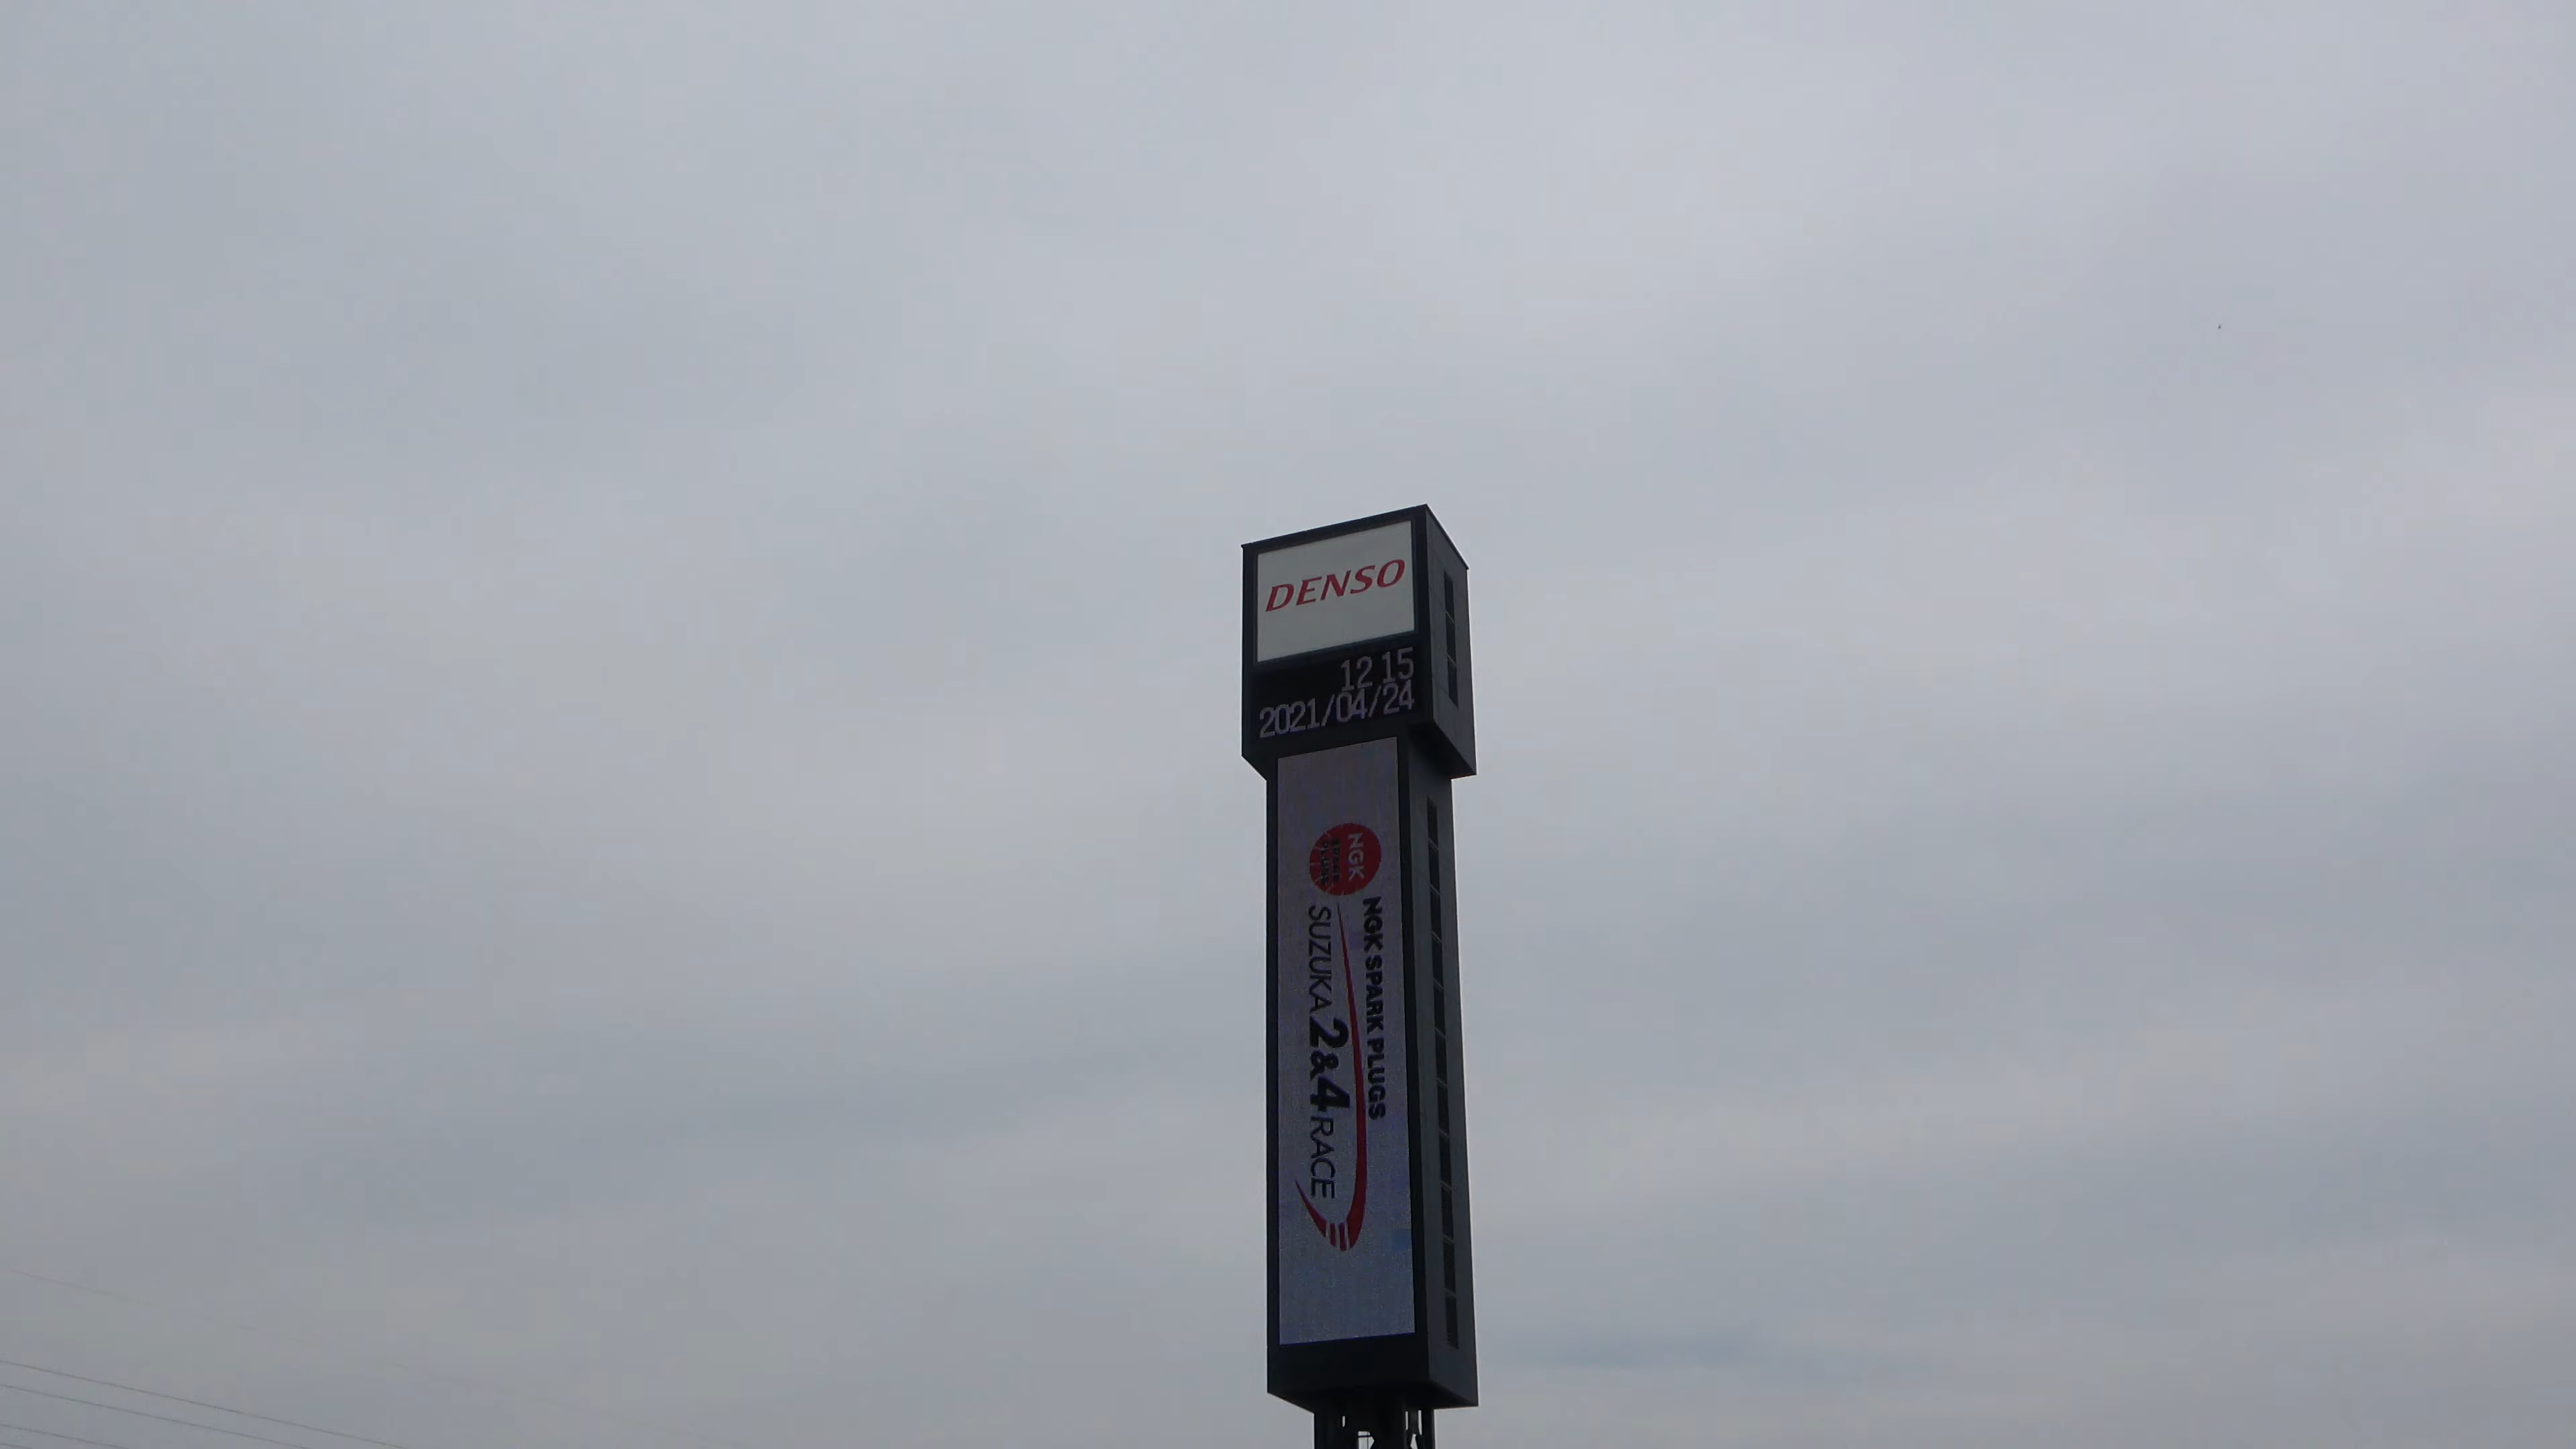 DENSO
12 15
2021/04/24
NGK
NGK SPARK PLUGS
SUZUKA 2&4 RACE